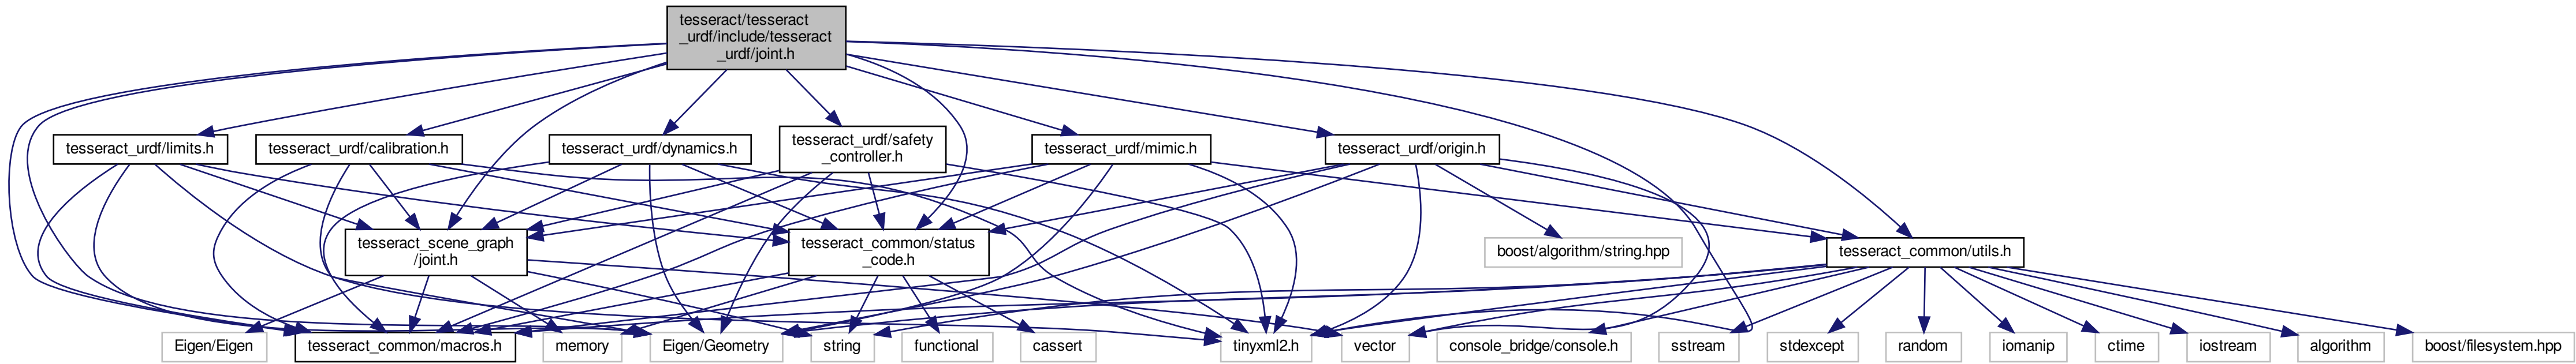 tesseract/tesseract
_urdf/include/tesseract
_urdf/joint.h
tesseract_urdf/limits.h
tesseract_urdf/calibration.h
tesseract_urdf/dynamics.h
tesseract_urdf/safety
_controller.h
tesseract_urdf/mimic.h
tesseract_urdf/origin.h
tesseract_scene_graph
/joint.h
tesseract_common/status
_code.h
boost/algorithm/string.hpp
tesseract_common/utils.h
Eigen/Eigen
tesseract_common/macros.h
memory
Eigen/Geometry
string
functional
cassert
tinyxml2.h
vector
console_bridge/console.h
sstream
stdexcept
random
iomanip
ctime
iostream
algorithm
boost/filesystem.hpp